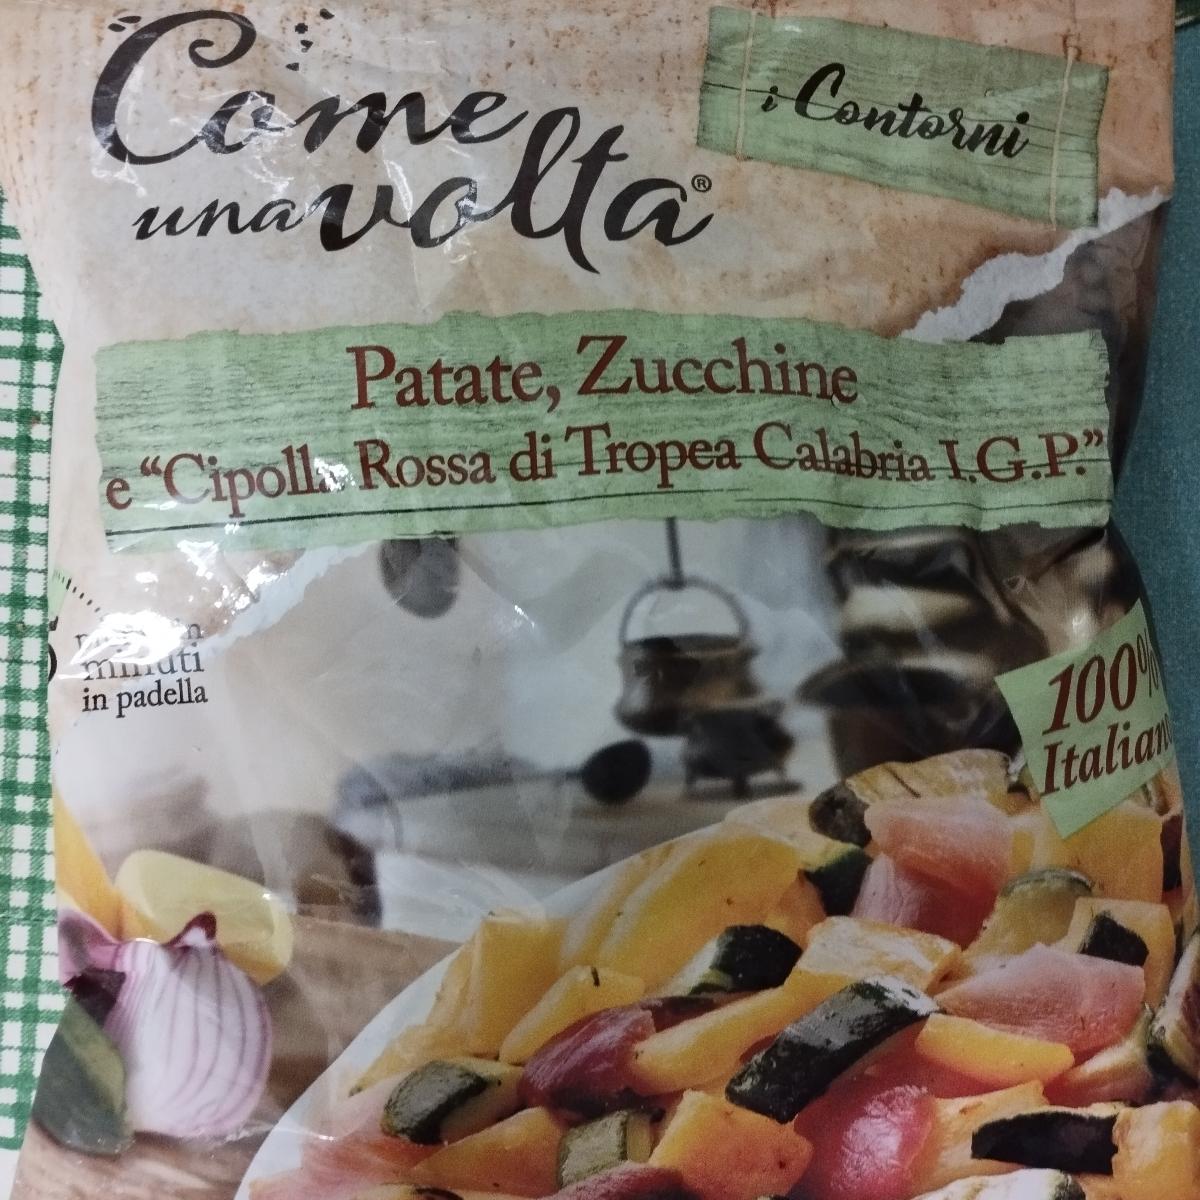 Come
una volta®
i Contorni
Patate, Zucchine
e “Cipolla Rossa di Tropea Calabria I.G.P.”
minuti
in padella
100%
Italiano